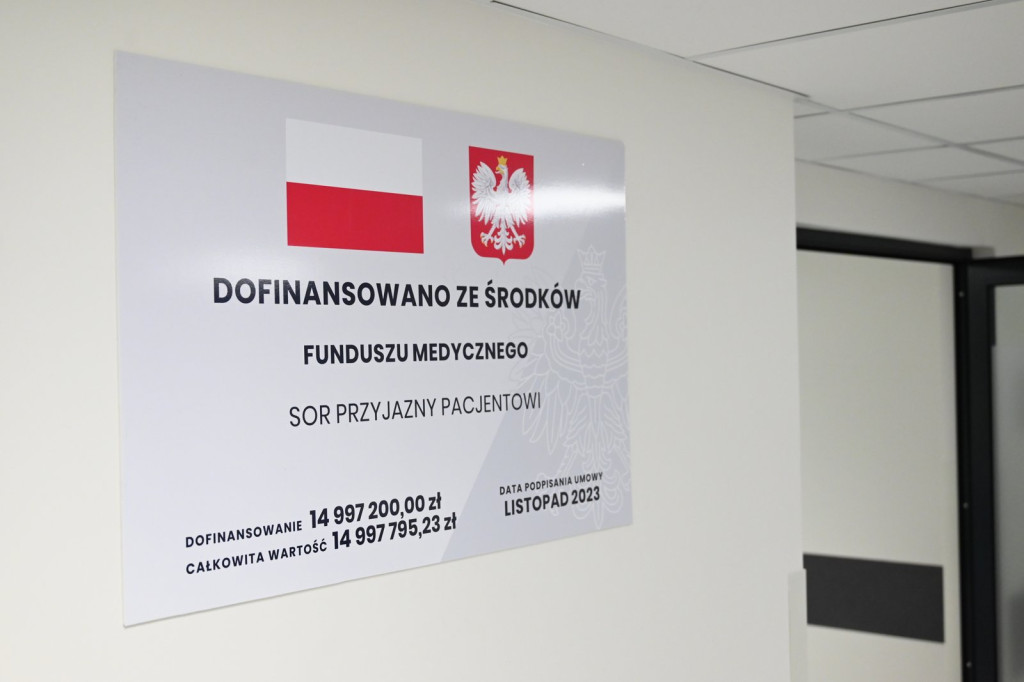 DOFINANSOWANO ZE ŚRODKÓW
FUNDUSZU MEDYCZNEGO
SOR PRZYJAZNY PACJENTOWI
DOFINANSOWANIE 14 997 200,00 zł
CAŁKOWITA WARTOŚĆ 14 997 795,23 zł
DATA PODPISANIA UMOWY
LISTOPAD 2023